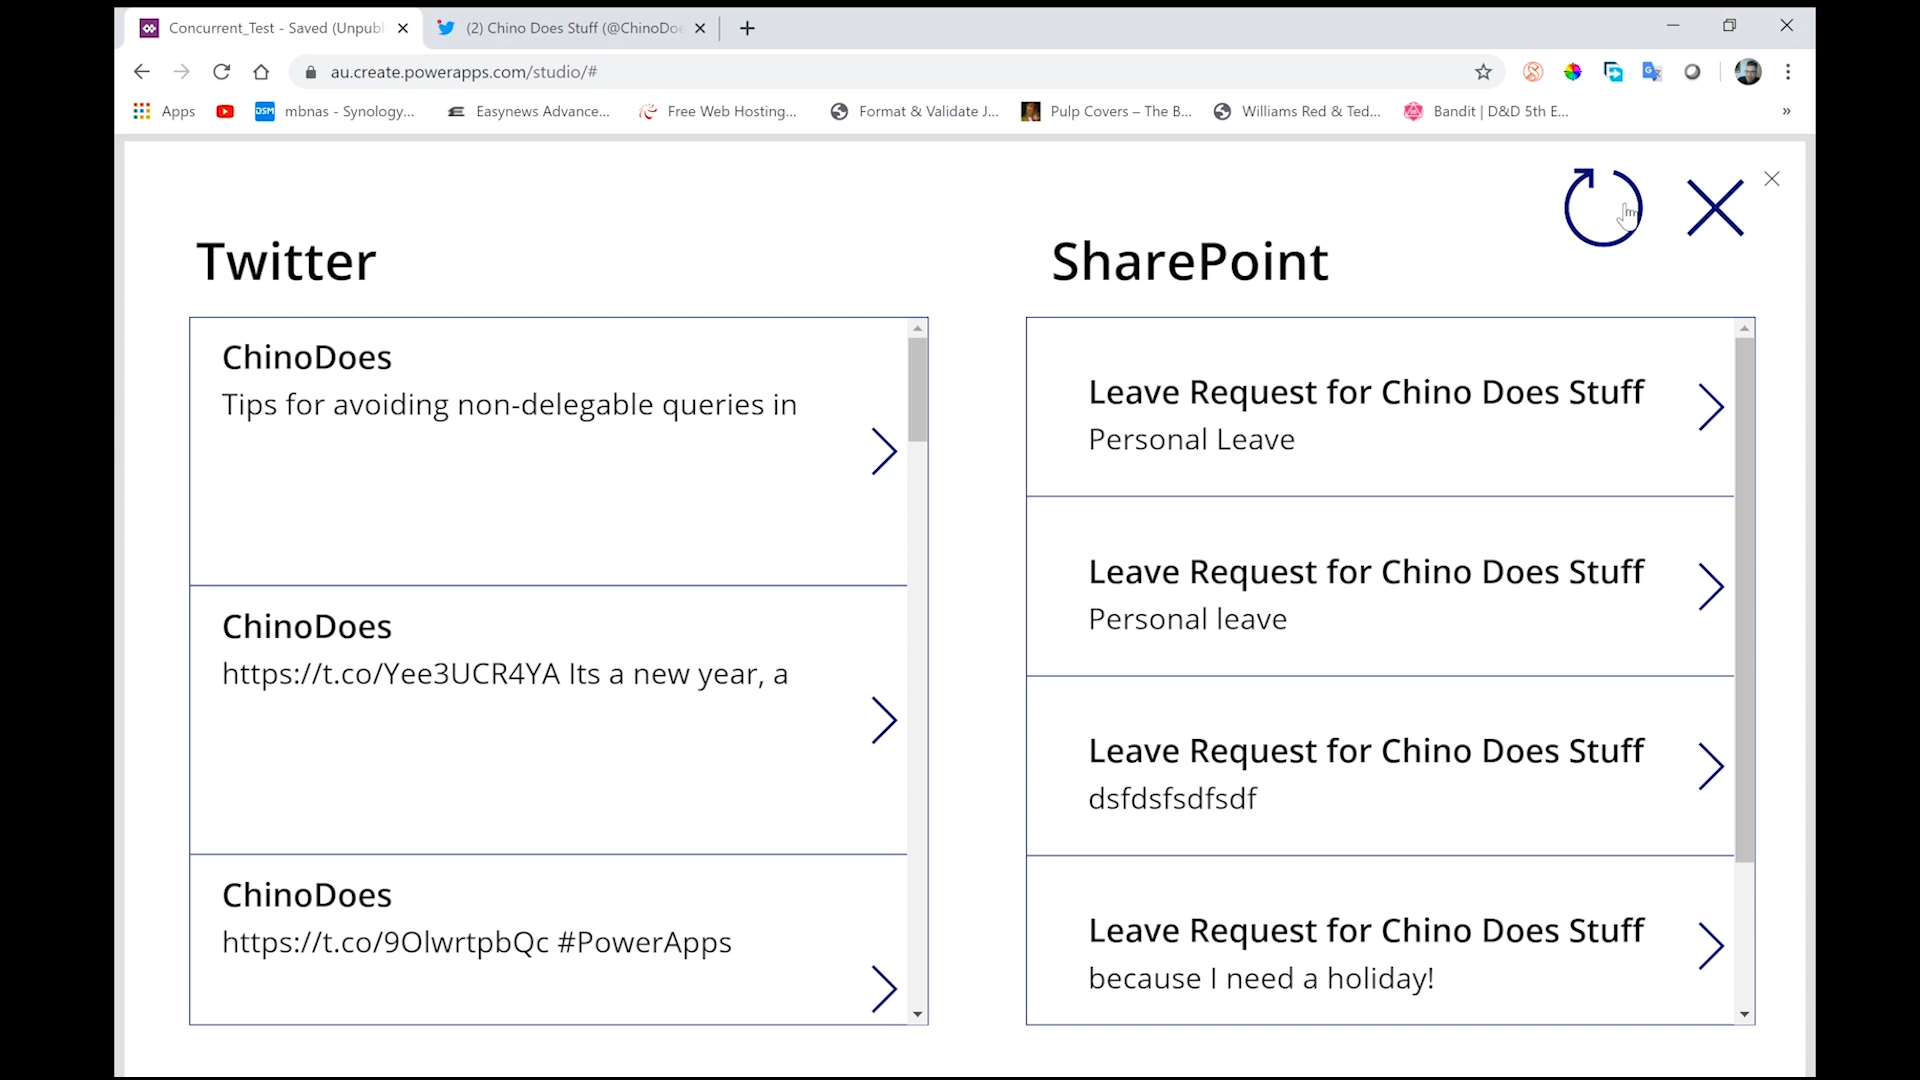 Concurrent_Test - Saved (Unpubl
(2) Chino Does Stuff (@ChinoDoe
au.create.powerapps.com/studio/#
Apps
DSM
mbnas - Synology...
Easynews Advance...
Free Web Hosting...
Format & Validate J...
Pulp Covers – The B...
Williams Red & Ted...
Bandit | D&D 5th E...
»
Twitter
ChinoDoes
Tips for avoiding non-delegable queries in
ChinoDoes
https://t.co/Yee3UCR4YA Its a new year, a
ChinoDoes
https://t.co/9OlwrtpbQc #PowerApps
SharePoint
Leave Request for Chino Does Stuff
Personal Leave
Leave Request for Chino Does Stuff
Personal leave
Leave Request for Chino Does Stuff
dsfdsfsdfsdf
Leave Request for Chino Does Stuff
because I need a holiday!